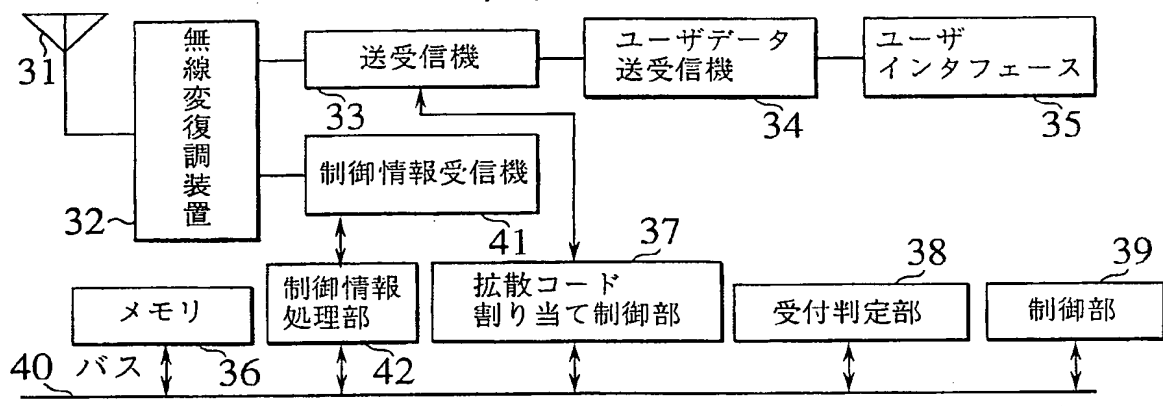 31
無線変復調装置
32
送受信機
33
ユーザデータ
送受信機
34
ユーザ
インタフェース
35
制御情報受信機
41
メモリ
36
制御情報
処理部
42
拡散コード
割り当て制御部
37
受付判定部
38
制御部
39
40 バス